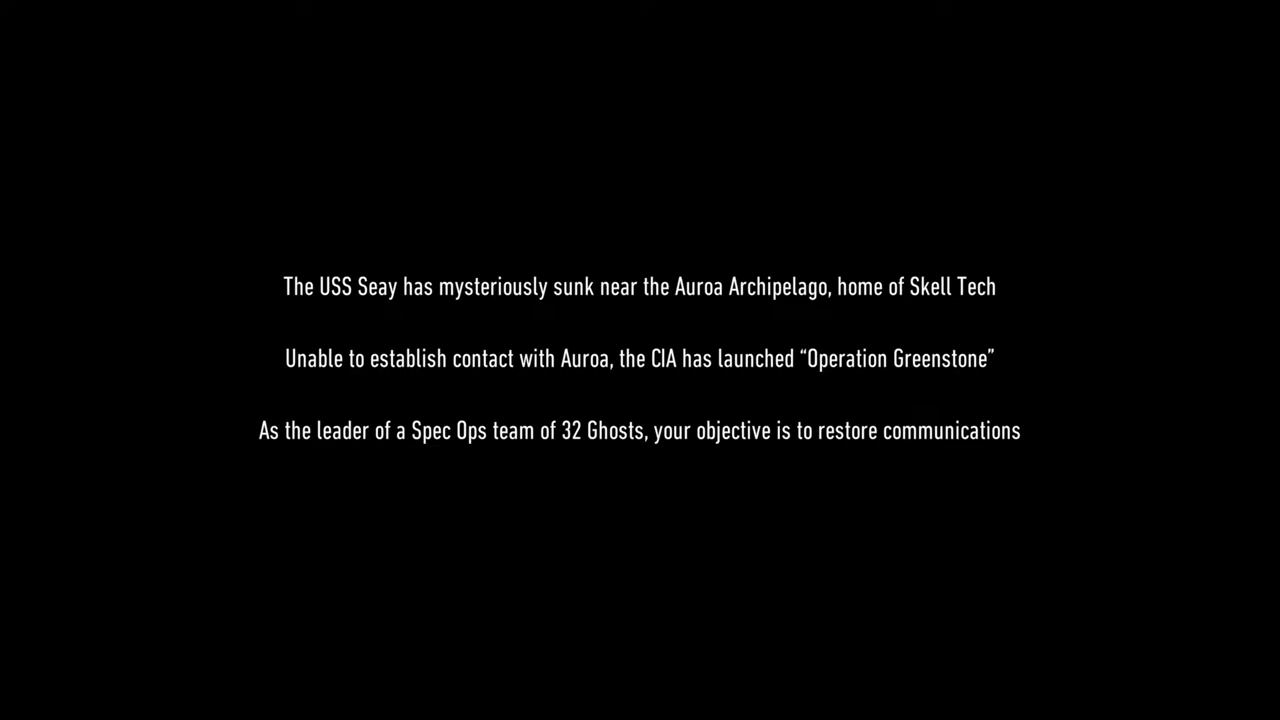 The USS Seay has mysteriously sunk near the Auroa Archipelago, home of Skell Tech
Unable to establish contact with Auroa, the CIA has launched “Operation Greenstone”
As the leader of a Spec Ops team of 32 Ghosts, your objective is to restore communications